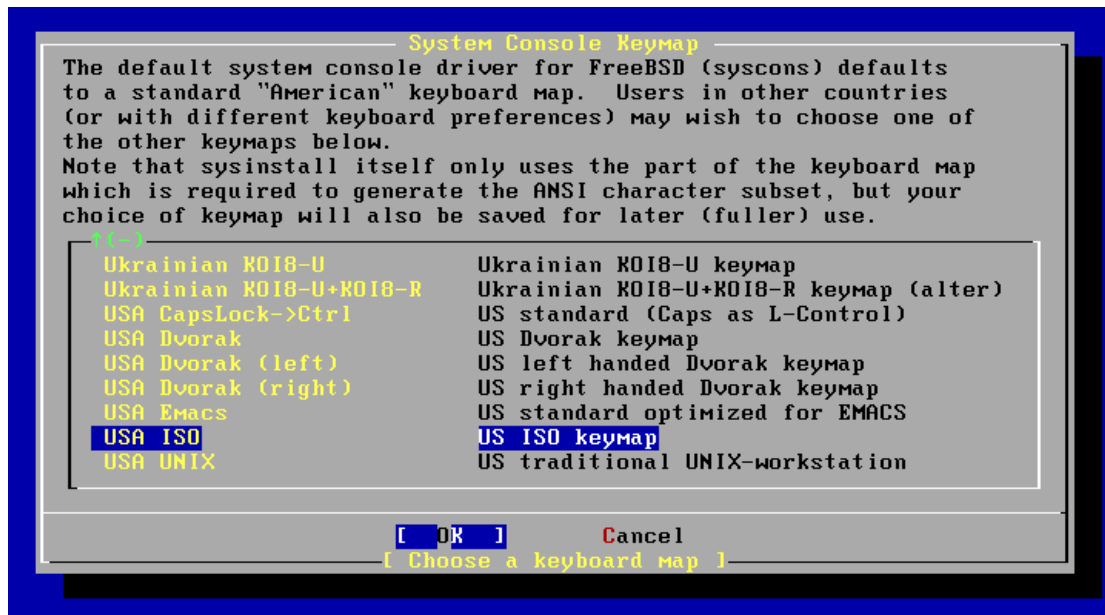 System Console Keymap
The default system console driver for FreeBSD (syscons) defaults
to a standard "American" keyboard map.  Users in other countries
(or with different keyboard preferences) may wish to choose one of
the other keymaps below.
Note that sysinstall itself only uses the part of the keyboard map
which is required to generate the ANSI character subset, but your
choice of keymap will also be saved for later (fuller) use.
↑(-)
Ukrainian KOI8-U Ukrainian KOI8-U keymap
Ukrainian KOI8-U+KOI8-R Ukrainian KOI8-U+KOI8-R keymap (alter)
USA CapsLock->Ctrl US standard (Caps as L-Control)
USA Dvorak US Dvorak keymap
USA Dvorak (left) US left handed Dvorak keymap
USA Dvorak (right) US right handed Dvorak keymap
USA Emacs US standard optimized for EMACS
USA ISO US ISO keymap
USA UNIX US traditional UNIX-workstation
[ OK ] Cancel
[ Choose a keyboard map ]